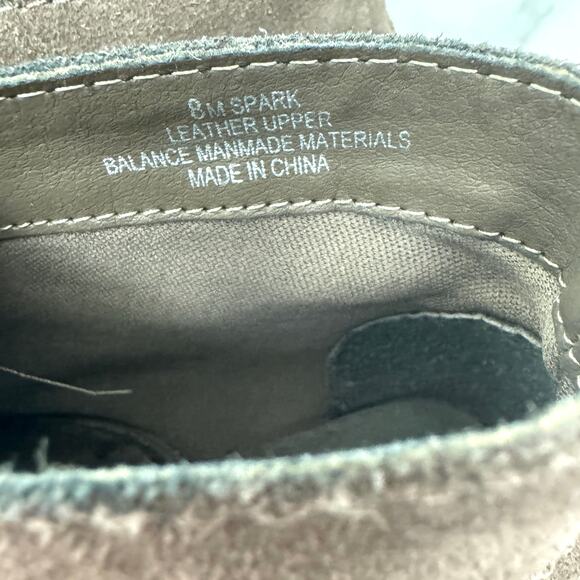 8 M SPARK
LEATHER UPPER
BALANCE MANMADE MATERIALS
MADE IN CHINA